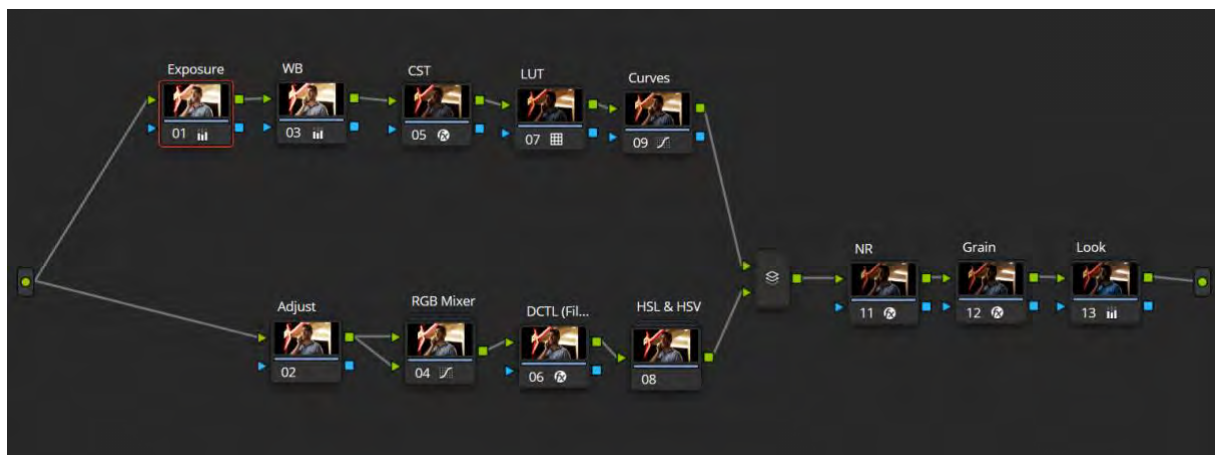 Exposure
WB
CST
LUT
Curves
01
03
05
07
09
NR
Grain
Look
11
12
13
Adjust
RGB Mixer
DCTL (Fil...
HSL & HSV
02
04
06
08